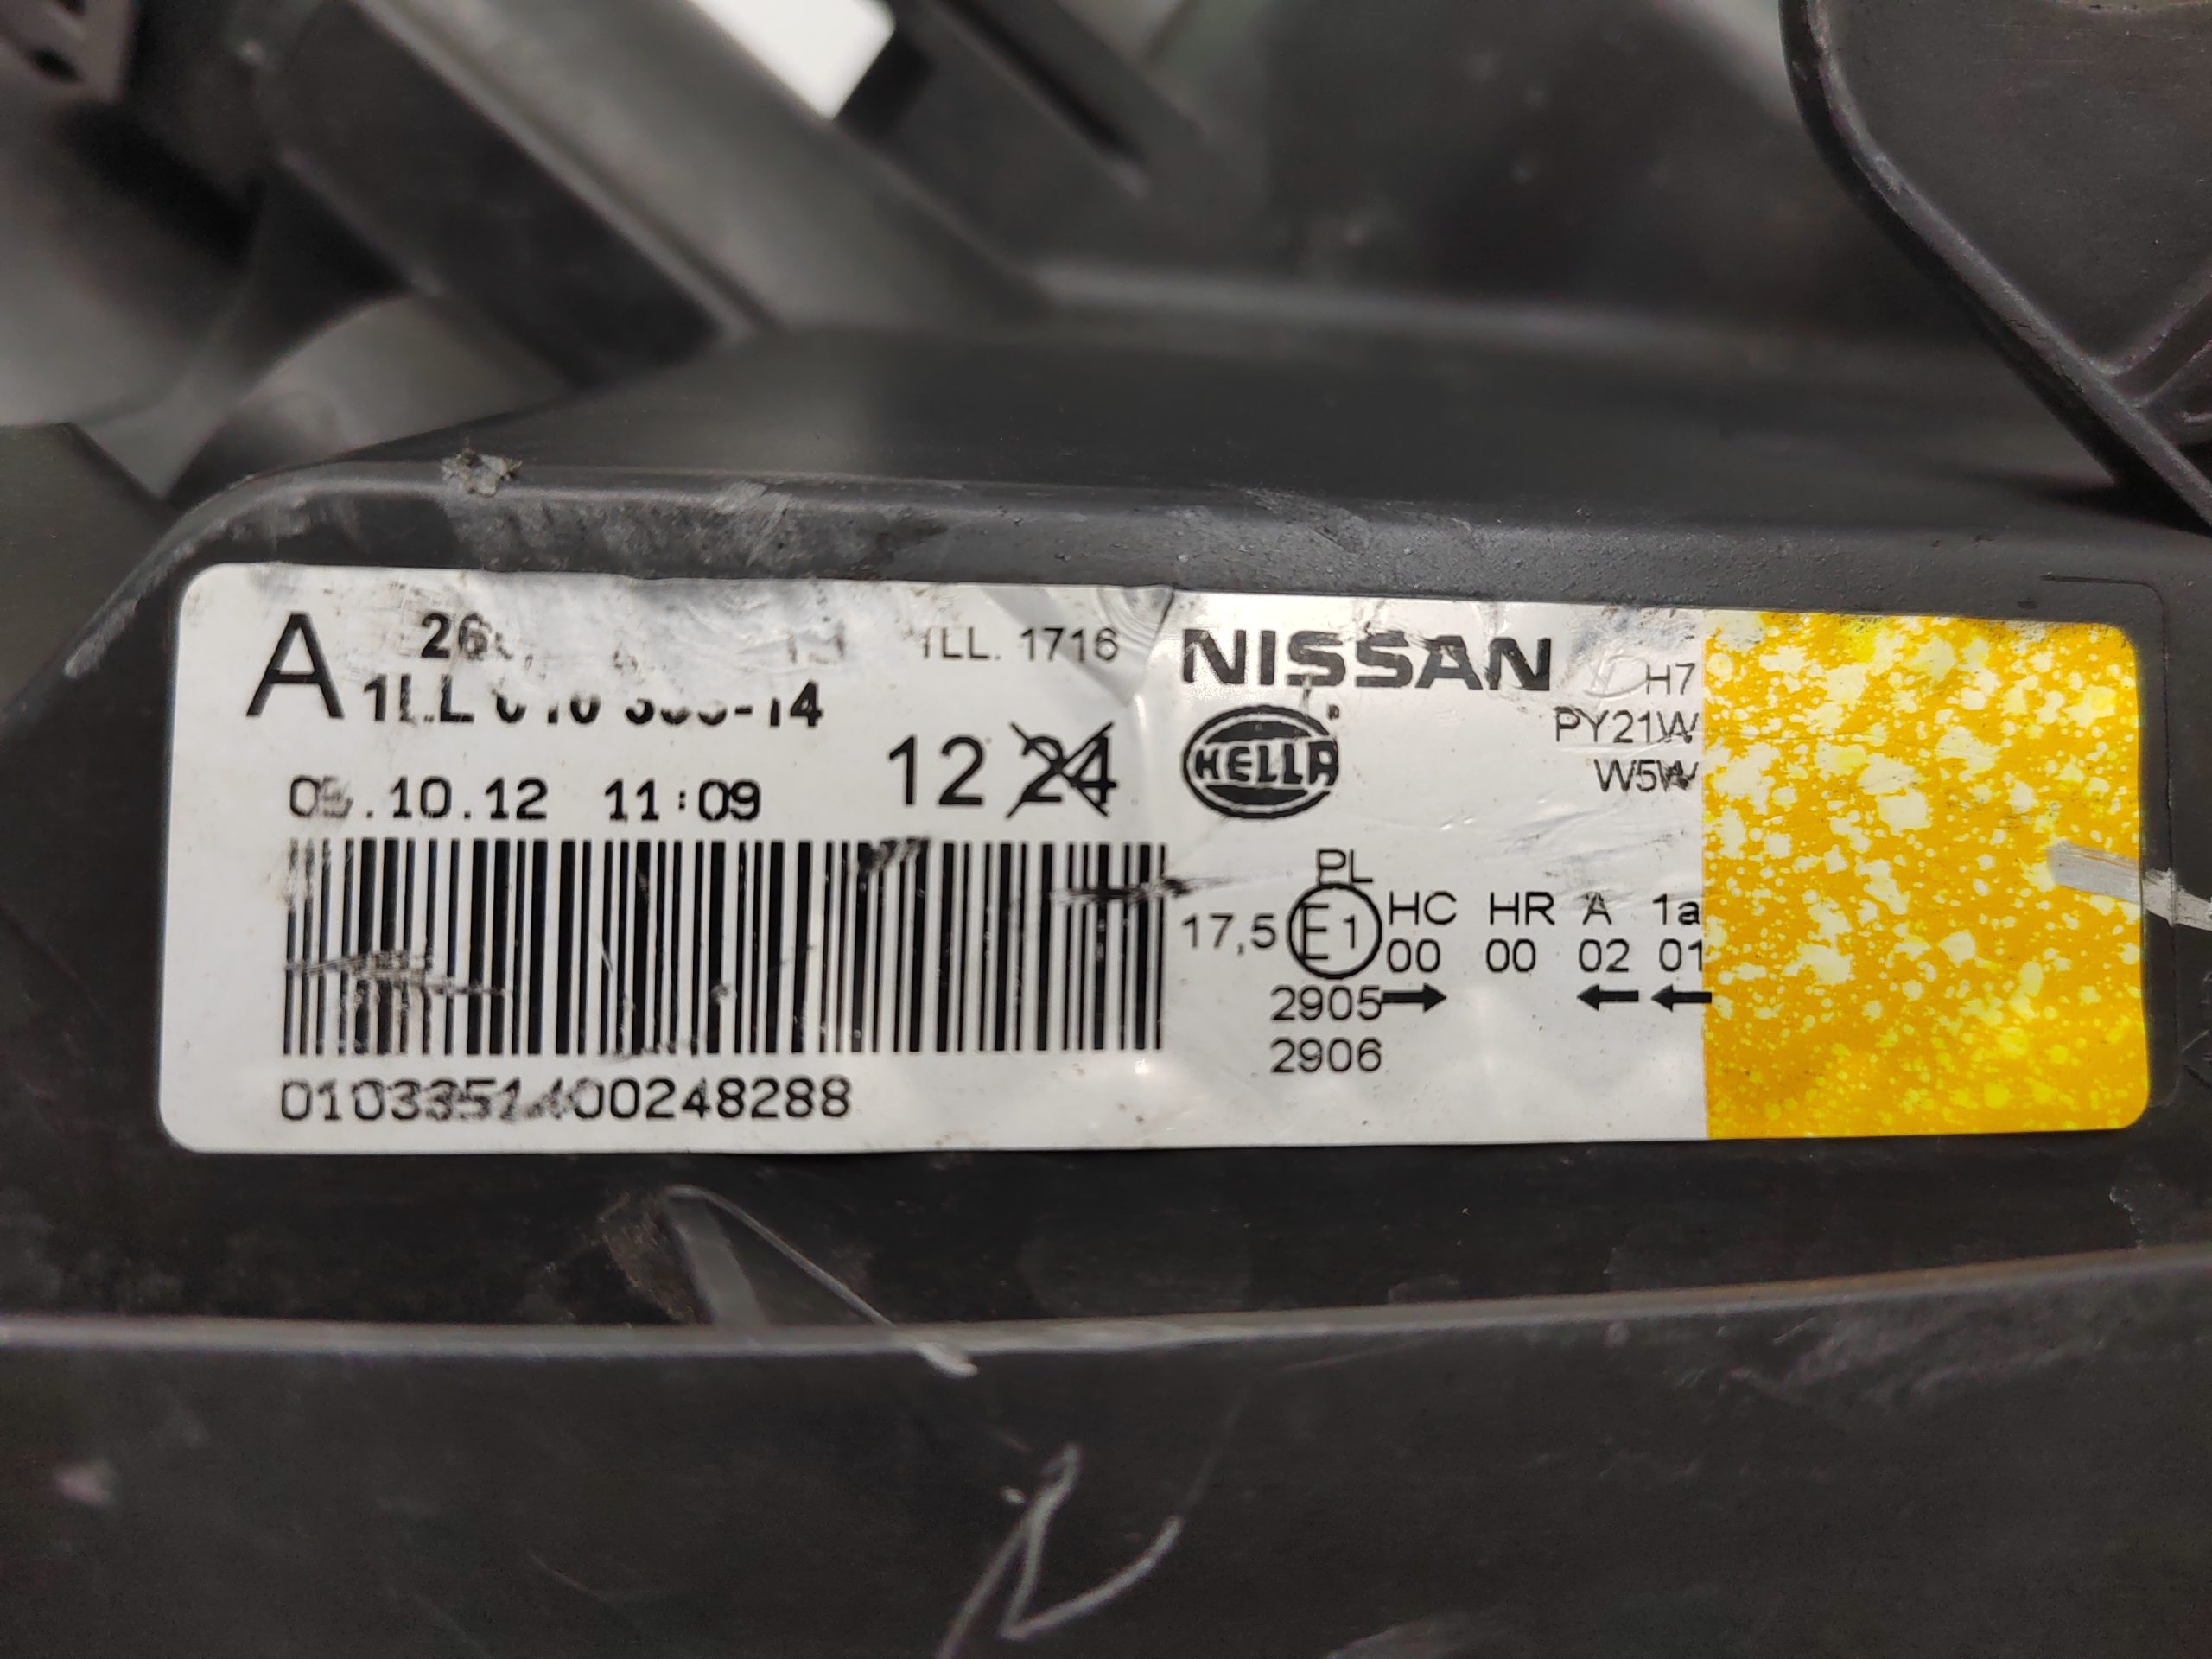 A
1LL. 1716
NISSAN
H7
PY21W
W5W
12 24
HELLA
.10.12 11:09
PL
17,5 E1 HC HR A 1a
00 00 02 01
2905
2906